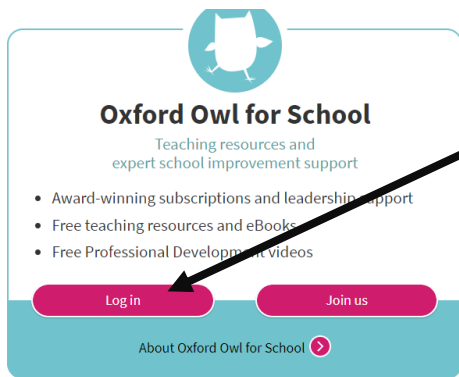 Oxford Owl for School
Teaching resources and
expert school improvement support
Award-winning subscriptions and leadership support
Free teaching resources and eBooks
Free Professional Development videos
Log in
Join us
About Oxford Owl for School